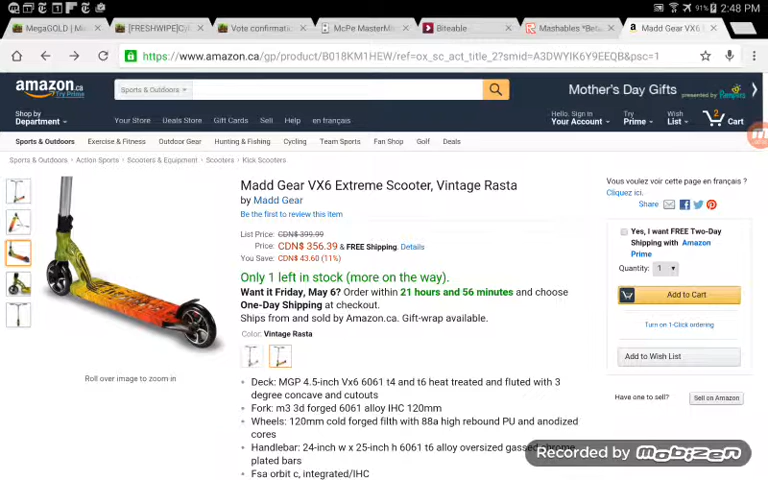 91% 2:48 PM
MegaGOLD | M
[FRESHWIPE]Cy
Vote confirmatio
McPe MasterMi
Biteable
Mashables *Be
Madd Gear VX6 E
https://www.amazon.ca/gp/product/B018KM1HEW/ref=ox_sc_act_title_2?smid=A3DWYIK6Y9EEQB&psc=1
amazon.ca
Try Prime
Sports & Outdoors
Mother's Day Gifts presented by Pampers
Shop by
Department
Your Store Deals Store Gift Cards Sell Help en français
Hello. Sign in
Your Account
Try
Prime
Wish
List
2
Cart
Sports & Outdoors Exercise & Fitness Outdoor Gear Hunting & Fishing Cycling Team Sports Fan Shop Golf Deals
Sports & Outdoors › Action Sports › Scooters & Equipment › Scooters › Kick Scooters
Madd Gear VX6 Extreme Scooter, Vintage Rasta
by Madd Gear
Be the first to review this item
List Price: CDN$ 399.99
Price: CDN$ 356.39 & FREE Shipping. Details
You Save: CDN$ 43.60 (11%)
Only 1 left in stock (more on the way).
Want it Friday, May 6? Order within 21 hours and 56 minutes and choose
One-Day Shipping at checkout.
Ships from and sold by Amazon.ca. Gift-wrap available.
Color: Vintage Rasta
Roll over image to zoom in
• Deck: MGP 4.5-inch Vx6 6061 t4 and t6 heat treated and fluted with 3
degree concave and cutouts
• Fork: m3 3d forged 6061 alloy IHC 120mm
• Wheels: 120mm cold forged filth with 88a high rebound PU and anodized
cores
• Handlebar: 24-inch w x 25-inch h 6061 t6 alloy oversized gassed chrome
plated bars
• Fsa orbit c, integrated/IHC
Vous voulez voir cette page en français ?
Cliquez ici.
Share
Yes, I want FREE Two-Day
Shipping with Amazon
Prime
Quantity: 1
Add to Cart
Turn on 1-Click ordering
Add to Wish List
Have one to sell? Sell on Amazon
Recorded by Mobizen